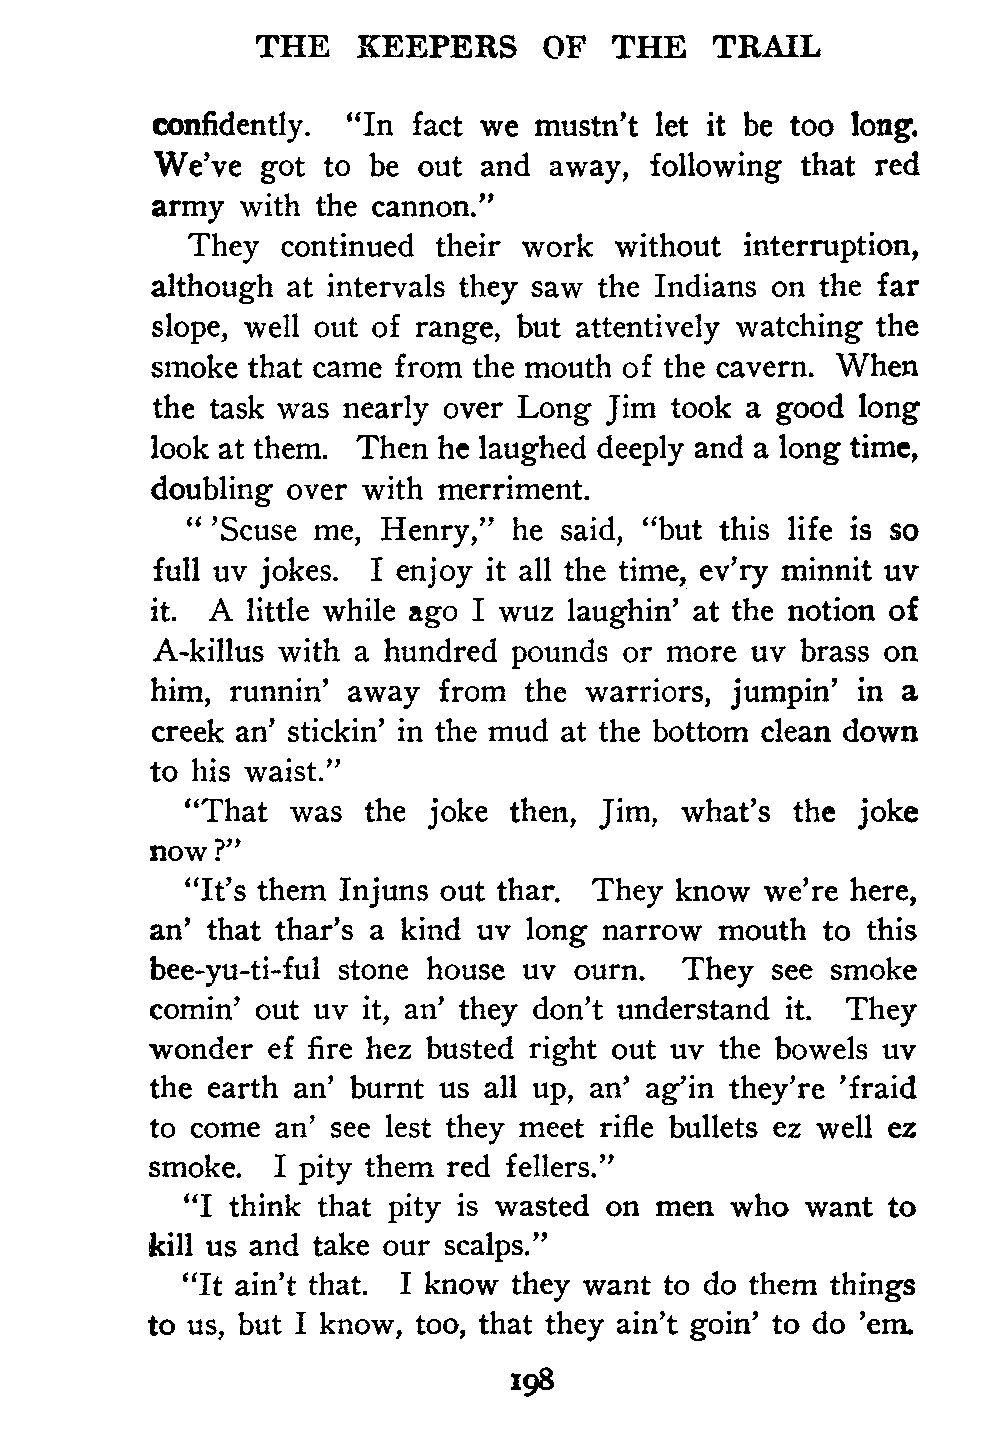 THE KEEPERS OF THE TRAIL
confidently. “In fact we mustn’t let it be too long.
We’ve got to be out and away, following that red
army with the cannon.”
They continued their work without interruption,
although at intervals they saw the Indians on the far
slope, well out of range, but attentively watching the
smoke that came from the mouth of the cavern. When
the task was nearly over Long Jim took a good long
look at them. Then he laughed deeply and a long time,
doubling over with merriment.
“ ’Scuse me, Henry,” he said, “but this life is so
full uv jokes. I enjoy it all the time, ev’ry minnit uv
it. A little while ago I wuz laughin’ at the notion of
A-killus with a hundred pounds or more uv brass on
him, runnin’ away from the warriors, jumpin’ in a
creek an’ stickin’ in the mud at the bottom clean down
to his waist.”
“That was the joke then, Jim, what’s the joke
now?”
“It’s them Injuns out thar. They know we’re here,
an’ that thar’s a kind uv long narrow mouth to this
bee-yu-ti-ful stone house uv ourn. They see smoke
comin’ out uv it, an’ they don’t understand it. They
wonder ef fire hez busted right out uv the bowels uv
the earth an’ burnt us all up, an’ ag’in they’re ’fraid
to come an’ see lest they meet rifle bullets ez well ez
smoke. I pity them red fellers.”
“I think that pity is wasted on men who want to
kill us and take our scalps.”
“It ain’t that. I know they want to do them things
to us, but I know, too, that they ain’t goin’ to do ’em.
198